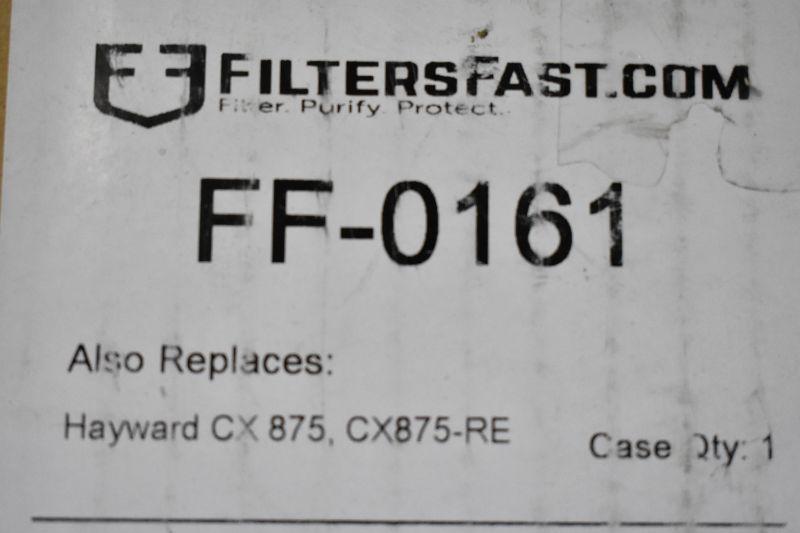 FILTERSFAST.COM
Filter. Purify. Protect.
FF-0161
Also Replaces:
Hayward CX 875, CX875-RE
Case Qty: 1